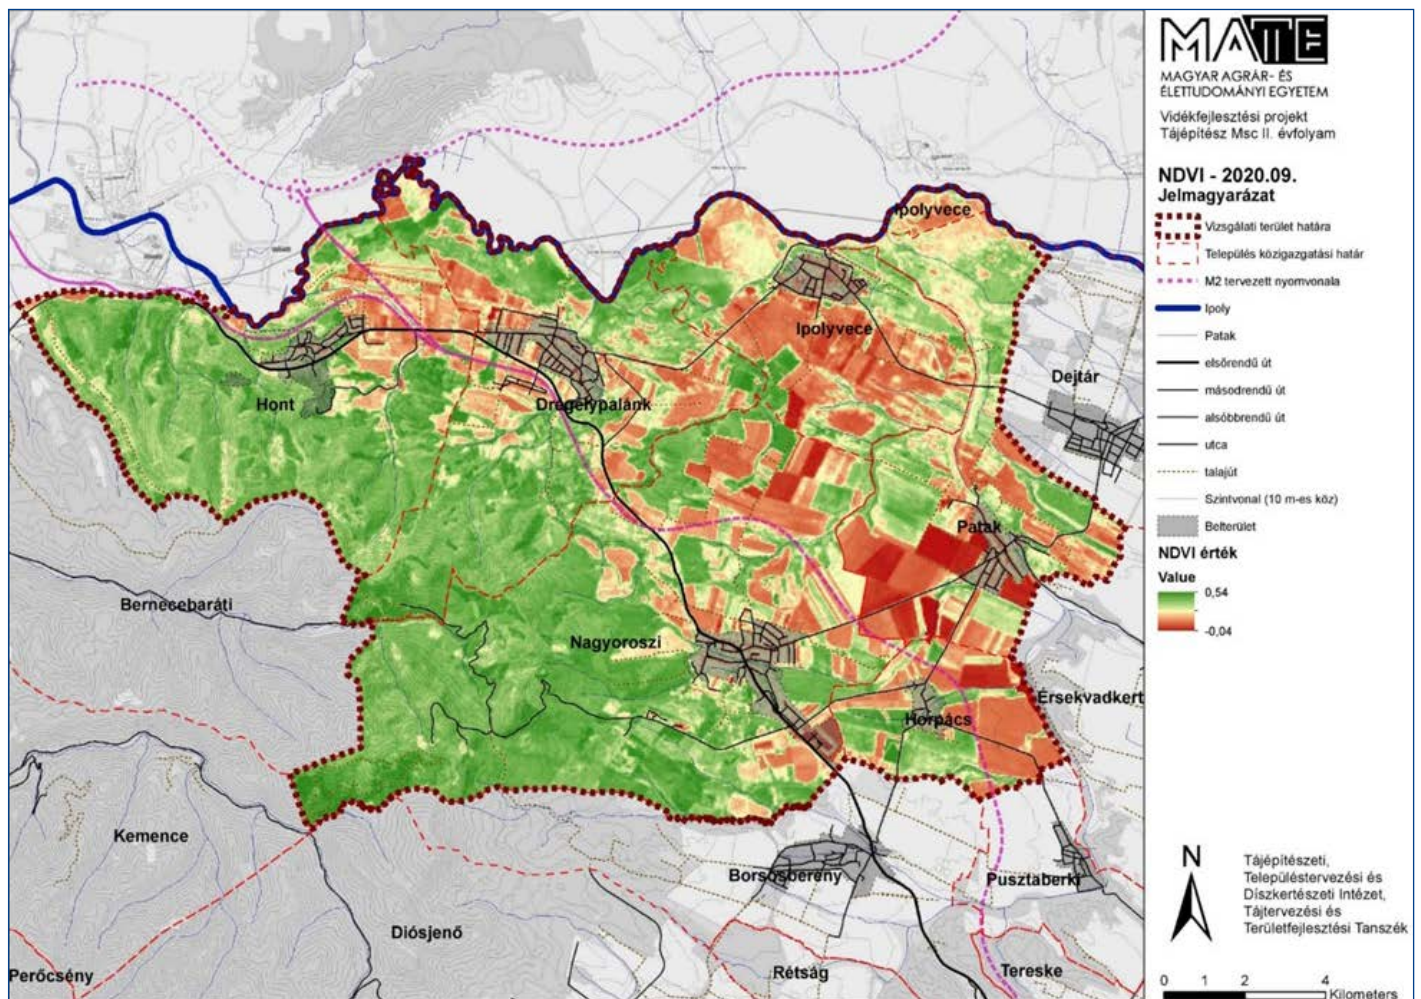 MATE
MAGYAR AGRÁR- ÉS
ÉLETTUDOMÁNYI EGYETEM
Vidékfejlesztési projekt
Tájépítész Msc II. évfolyam
NDVI - 2020.09.
Jelmagyarázat
Vizsgálati terület határa
Település közigazgatási határ
M2 tervezett nyomvonala
Ipoly
Patak
elsőrendű út
másodrendű út
alsóbbrendű út
utca
talajút
Szintvonal (10 m-es köz)
Belterület
NDVI érték
Value
0,54
-0,04
Ipolyvece
Ipolyvece
Dejtár
Hont
Drégelypalánk
Patak
Bernecebaráti
Nagyoroszi
Érsekvadkert
Horpács
Kemence
Borsosberény
Pusztaberki
Diósjenő
Perőcsény
Rétság
Tereske
N
Tájépítészeti,
Településtervezési és
Díszkertészeti Intézet,
Tájtervezési és
Területfejlesztési Tanszék
0 1 2 4
Kilometers